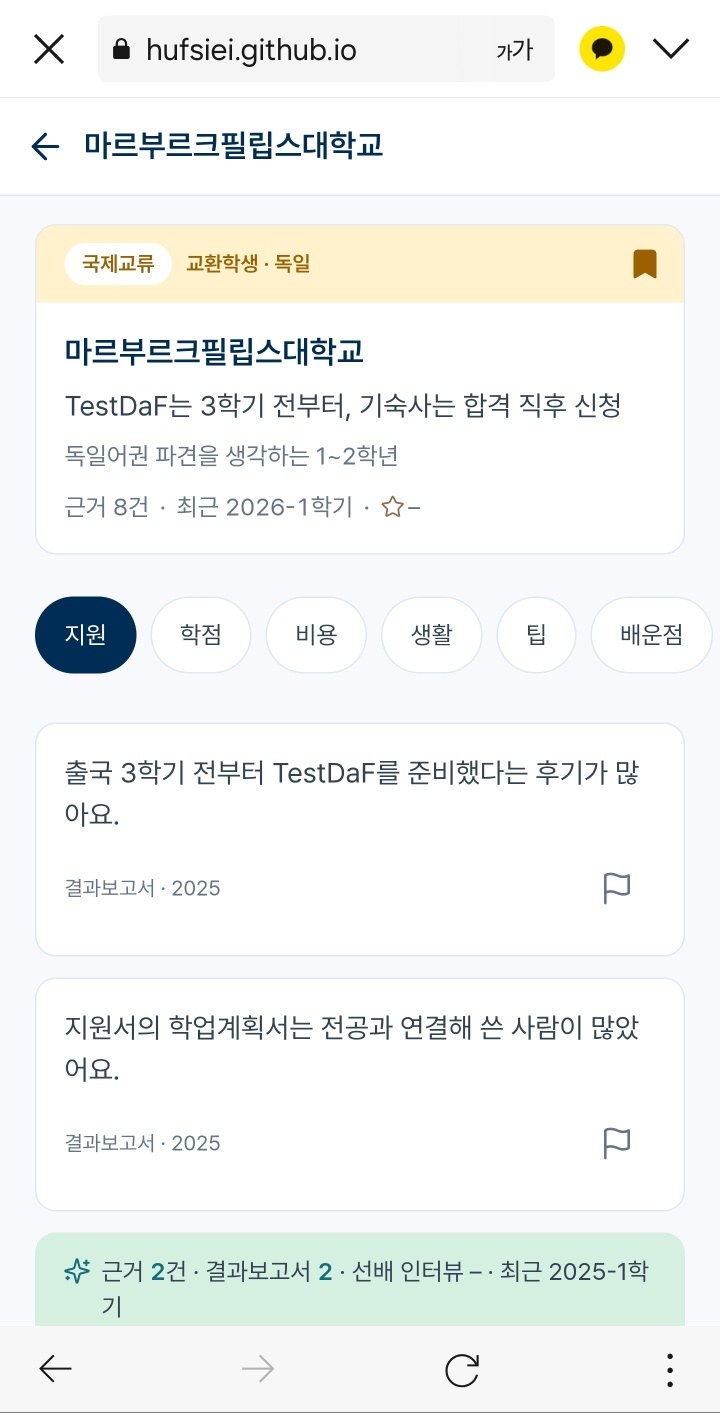 hufsiei.github.io 가가
마르부르크필립스대학교
국제교류 교환학생 · 독일
마르부르크필립스대학교
TestDaF는 3학기 전부터, 기숙사는 합격 직후 신청
독일어권 파견을 생각하는 1~2학년
근거 8건 · 최근 2026-1학기 · ☆–
지원 학점 비용 생활 팁 배운점
출국 3학기 전부터 TestDaF를 준비했다는 후기가 많
아요.
결과보고서 · 2025
지원서의 학업계획서는 전공과 연결해 쓴 사람이 많았
어요.
결과보고서 · 2025
근거 2건 · 결과보고서 2 · 선배 인터뷰 – · 최근 2025-1학
기